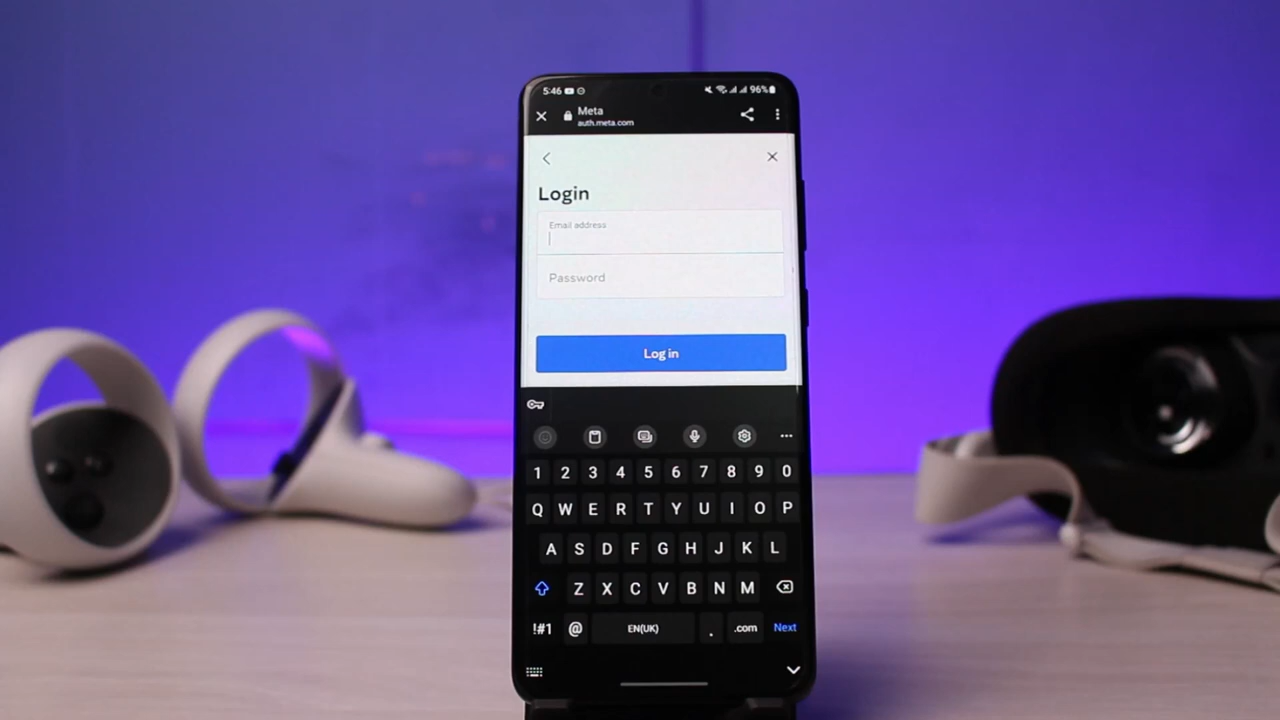 5:46 96%
Meta
auth.meta.com
Login
Email address
Password
Log in
1 2 3 4 5 6 7 8 9 0
Q W E R T Y U I O P
A S D F G H J K L
Z X C V B N M
!#1 @ EN(UK) . .com Next